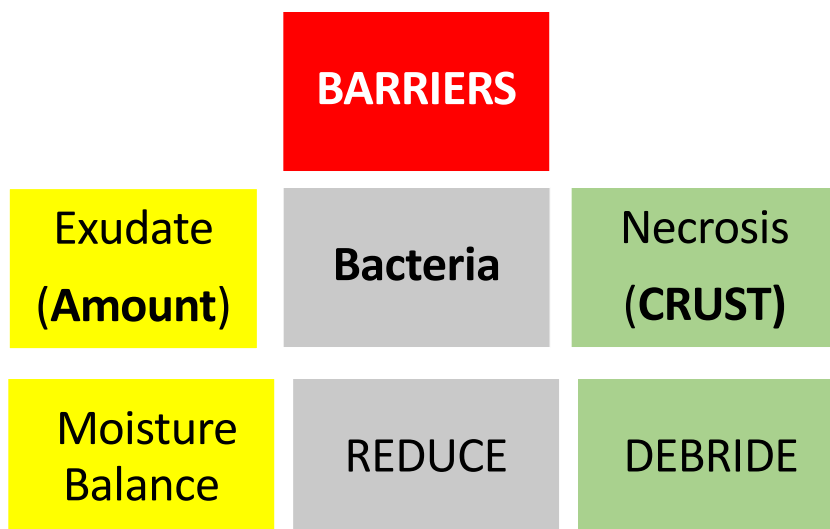 BARRIERS
Exudate
(Amount)
Bacteria
Necrosis
(CRUST)
Moisture
Balance
REDUCE
DEBRIDE